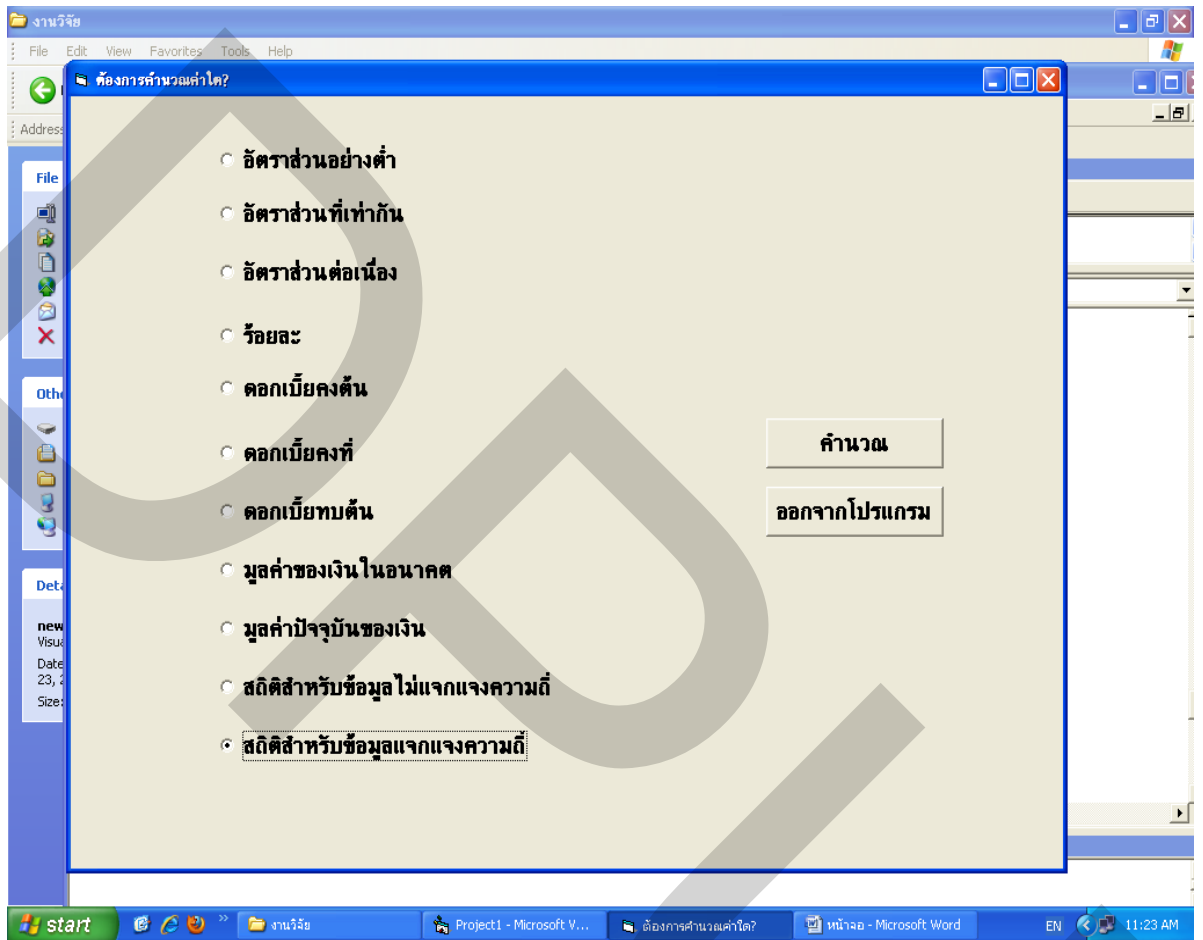 งานวิจัย
File Edit View Favorites Tools Help
ต้องการคำนวณค่าใด?
Address
File
อัตราส่วนอย่างต่ำ
อัตราส่วนที่เท่ากัน
อัตราส่วนต่อเนื่อง
ร้อยละ
ดอกเบี้ยคงต้น
ดอกเบี้ยคงที่
ดอกเบี้ยทบต้น
มูลค่าของเงินในอนาคต
มูลค่าปัจจุบันของเงิน
สถิติสำหรับข้อมูลไม่แจกแจงความถี่
สถิติสำหรับข้อมูลแจกแจงความถี่
คำนวณ
ออกจากโปรแกรม
Othe
Deta
new
Visua
Date
23, 2
Size:
start งานวิจัย Project1 - Microsoft V... ต้องการคำนวณค่าใด? หน้าจอ - Microsoft Word EN 11:23 AM